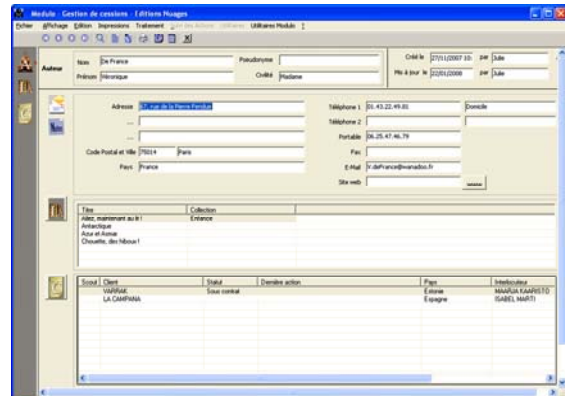 Module - Gestion de cessions - Editions Nuages
Fichier Affichage Edition Impressions Traitement Utilitaires Modulo ?
Auteur
Nom De France
Pseudonyme
Créé le 27/11/2007 10: par Julie
Prénom Véronique
Civilité Madame
Mis à jour le 22/01/2008 par Julie
Adresse 67, rue de la Pierre Pendue
Téléphone 1 01.43.22.49.81 Domicile
...
Téléphone 2
...
Portable 06.25.47.46.79
Code Postal et Ville 75014 Paris
Fax
Pays France
E-Mail V.deFrance@wanadoo.fr
Site web
Titre Collection
Allez, maintenant au lit ! Enfance
Antarctique
Azur et Asmar
Chouette, des hiboux !
Scout Client Statut Dernière action Pays Interlocuteur
VARRAK Sous contrat Estonie MAARJA KAARISTO
LA CAMPANA Espagne ISABEL MARTI